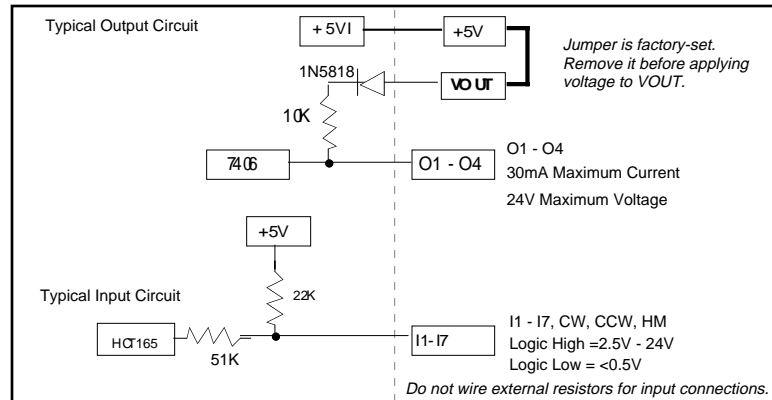 Typical Output Circuit
+ 5VI
+5V
Jumper is factory-set.
Remove it before applying
voltage to VOUT.
1N5818
VOUT
10K
7406
O1 - O4
O1 - O4
30mA Maximum Current
24V Maximum Voltage
+5V
Typical Input Circuit
22K
HCT165
51K
I1- I7
I1 - I7, CW, CCW, HM
Logic High =2.5V - 24V
Logic Low = <0.5V
Do not wire external resistors for input connections.